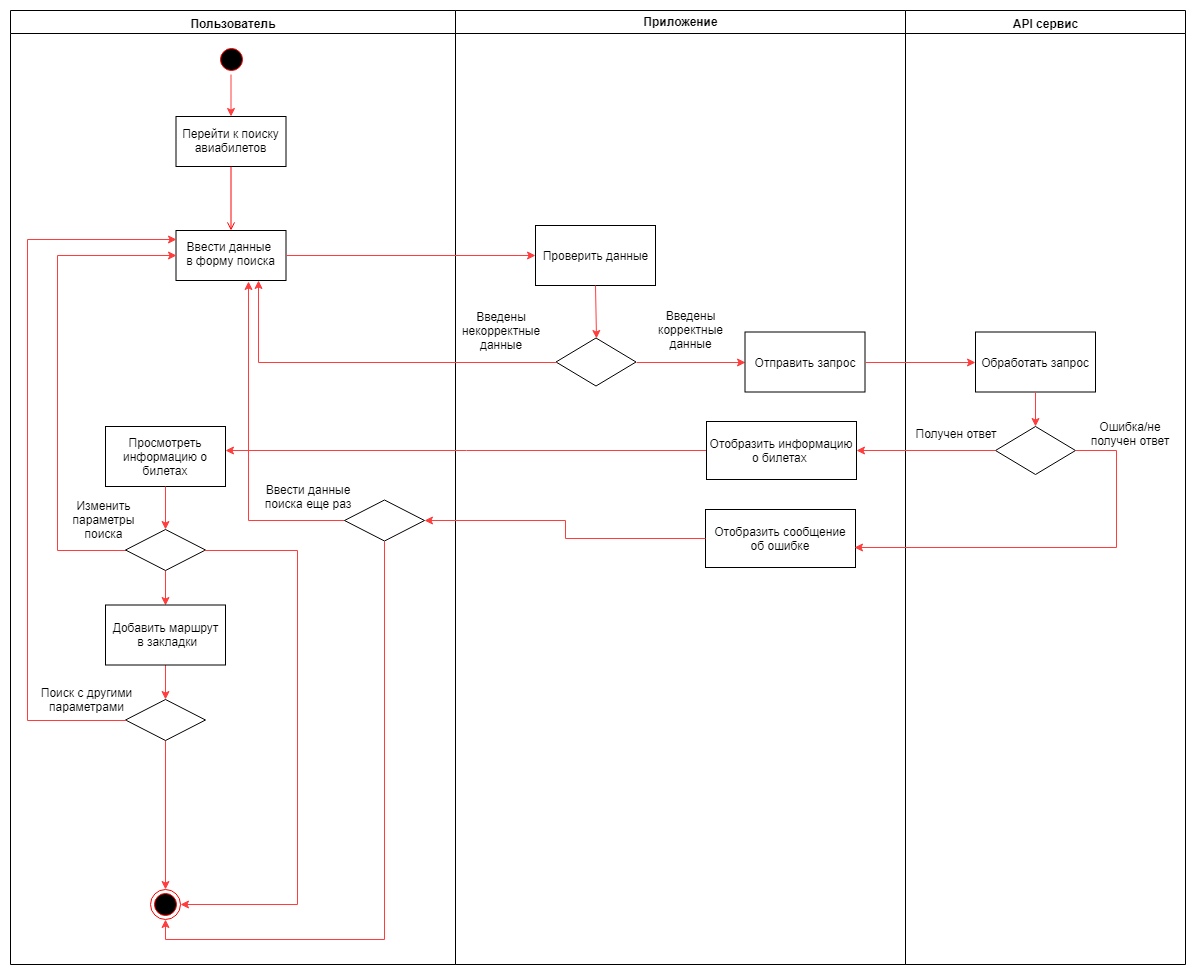 Пользователь
Приложение
API сервис
Перейти к поиску
авиабилетов
Ввести данные
в форму поиска
Проверить данные
Введены
некорректные
данные
Введены
корректные
данные
Отправить запрос
Обработать запрос
Получен ответ
Ошибка/не
получен ответ
Просмотреть
информацию о
билетах
Отобразить информацию
о билетах
Ввести данные
поиска еще раз
Отобразить сообщение
об ошибке
Изменить
параметры
поиска
Добавить маршрут
в закладки
Поиск с другими
параметрами